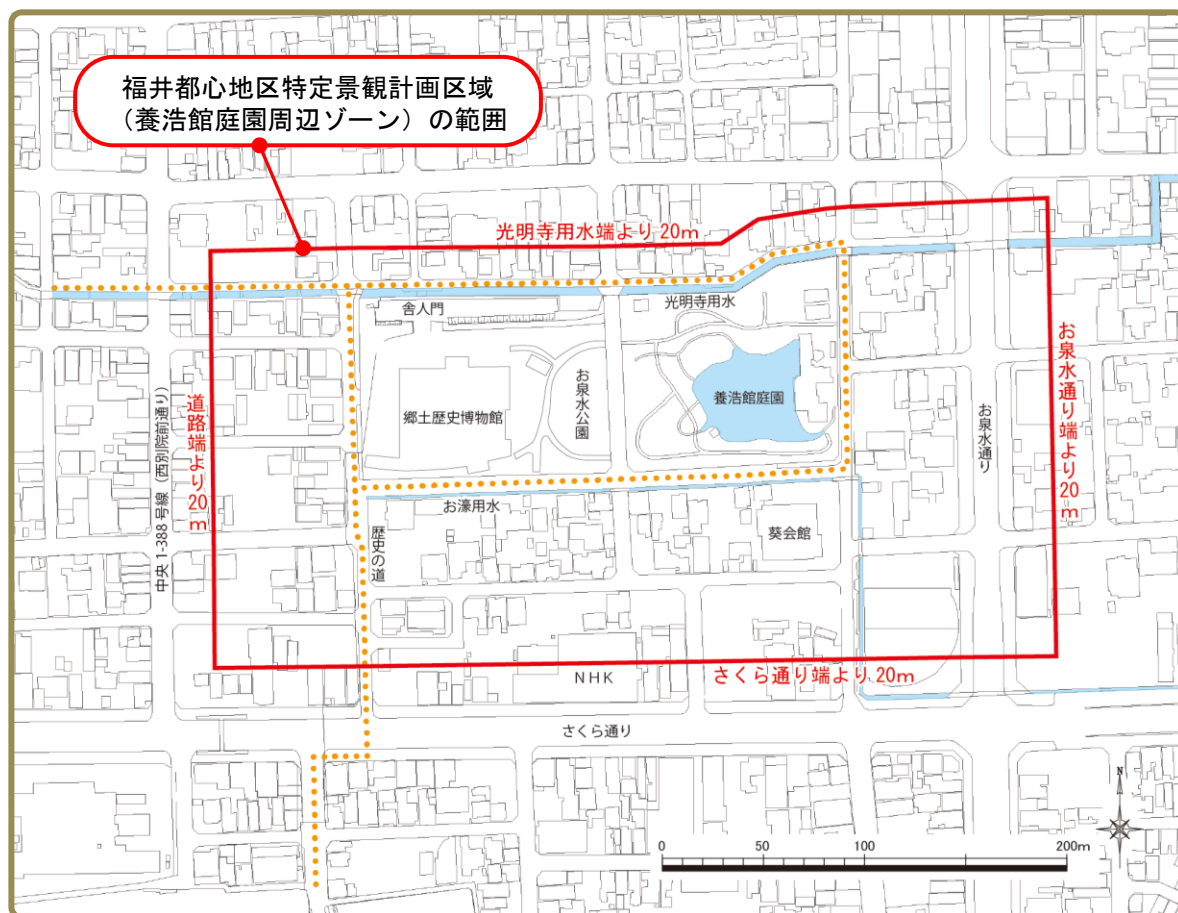 福井都心地区特定景観計画区域
(養浩館庭園周辺ゾーン)の範囲
光明寺用水端より20m
舎人門
光明寺用水
お泉水公園
養浩館庭園
郷土歴史博物館
道路端より20m
中央1-388号線(西別院前通り)
お泉水通り
お泉水通り端より20m
お濠用水
歴史の道
葵会館
NHK
さくら通り端より20m
さくら通り
N
0 50 100 200m